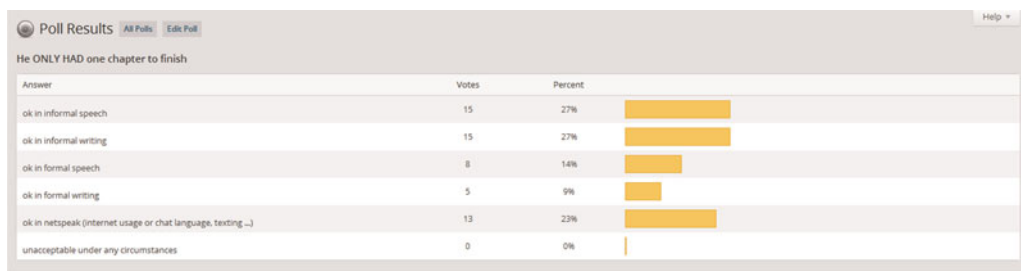 Help
Poll Results All Polls Edit Poll
He ONLY HAD one chapter to finish
Answer Votes Percent
ok in informal speech 15 27%
ok in informal writing 15 27%
ok in formal speech 8 14%
ok in formal writing 5 9%
ok in netspeak (internet usage or chat language, texting ...) 13 23%
unacceptable under any circumstances 0 0%